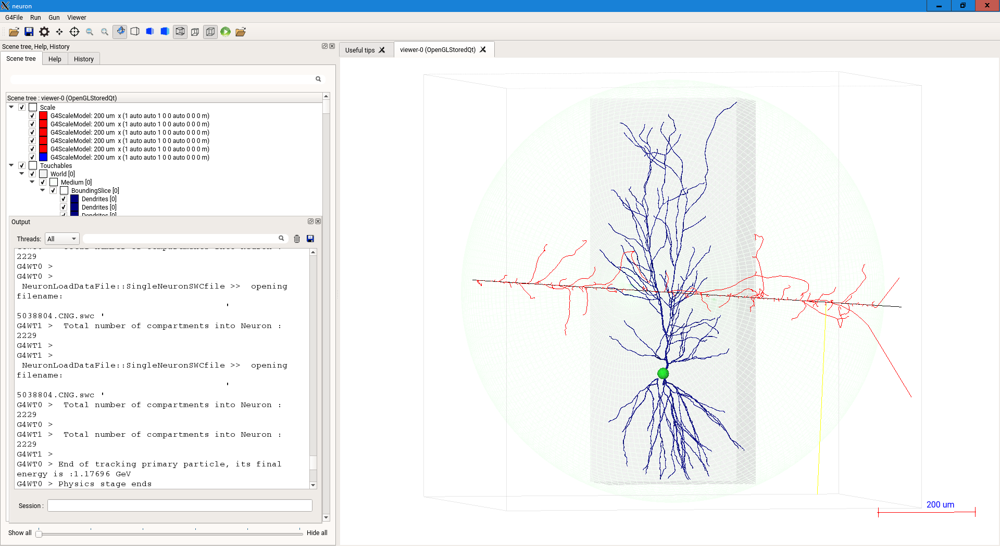 neuron
G4File Run Gun Viewer
Scene tree, Help, History
Useful tips
viewer-0 (OpenGLStoredQt)
Scene tree Help History
Scene tree : viewer-0 (OpenGLStoredQt)
Scale
G4ScaleModel: 200 um  x (1 auto auto 1 0 0 auto 0 0 0 m)
G4ScaleModel: 200 um  x (1 auto auto 1 0 0 auto 0 0 0 m)
G4ScaleModel: 200 um  x (1 auto auto 1 0 0 auto 0 0 0 m)
G4ScaleModel: 200 um  x (1 auto auto 1 0 0 auto 0 0 0 m)
G4ScaleModel: 200 um  x (1 auto auto 1 0 0 auto 0 0 0 m)
G4ScaleModel: 200 um  x (1 auto auto 1 0 0 auto 0 0 0 m)
Touchables
World [0]
Medium [0]
BoundingSlice [0]
Dendrites [0]
Dendrites [0]
Dendrites [0]
Output
Threads: All
G4WT0 >  Total number of compartments into Neuron :
2229
G4WT0 >
G4WT0 >
NeuronLoadDataFile::SingleNeuronSWCfile >>  opening
filename:
'
5038804.CNG.swc '
G4WT1 >  Total number of compartments into Neuron :
2229
G4WT1 >
G4WT1 >
NeuronLoadDataFile::SingleNeuronSWCfile >>  opening
filename:
'
5038804.CNG.swc '
G4WT0 >  Total number of compartments into Neuron :
2229
G4WT0 >
G4WT1 >  Total number of compartments into Neuron :
2229
G4WT1 >
G4WT0 > End of tracking primary particle, its final
energy is :1.17696 GeV
G4WT0 > Physics stage ends
Session :
Show all
Hide all
200 um